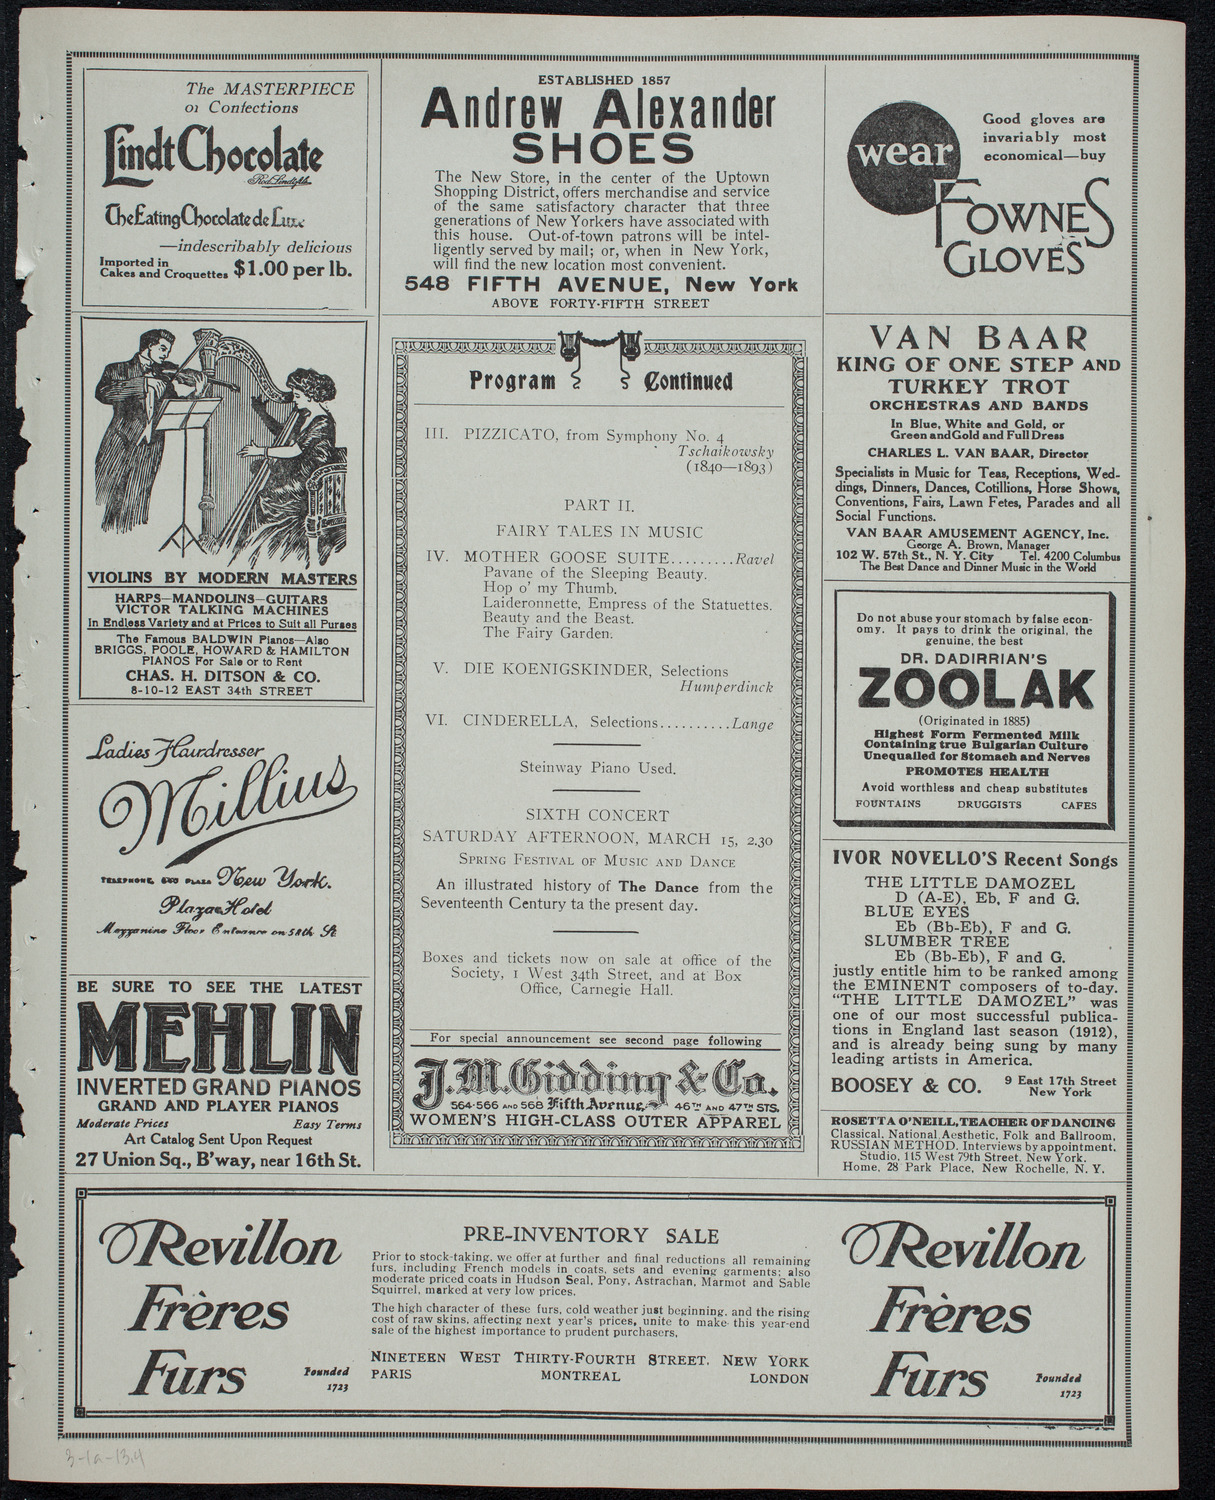 The MASTERPIECE
of Confections
Lindt Chocolate
The Eating Chocolate de Luxe
—indescribably delicious
Imported in
Cakes and Croquettes $1.00 per lb.
ESTABLISHED 1857
Andrew Alexander
SHOES
The New Store, in the center of the Uptown
Shopping District, offers merchandise and service
of the same satisfactory character that three
generations of New Yorkers have associated with
this house. Out-of-town patrons will be intel-
ligently served by mail; or, when in New York,
will find the new location most convenient.
548 FIFTH AVENUE, New York
ABOVE FORTY-FIFTH STREET
wear
Good gloves are
invariably most
economical—buy
FOWNES
GLOVES
VIOLINS BY MODERN MASTERS
HARPS—MANDOLINS—GUITARS
VICTOR TALKING MACHINES
In Endless Variety and at Prices to Suit all Purses
The Famous BALDWIN Pianos—Also
BRIGGS, POOLE, HOWARD & HAMILTON
PIANOS For Sale or to Rent
CHAS. H. DITSON & CO.
8-10-12 EAST 34th STREET
Ladies Hairdresser
Millius
TELEPHONE, 640 PLAZA New York.
Plaza Hotel
Mezzanine Floor Entrance on 58th St
BE SURE TO SEE THE LATEST
MEHLIN
INVERTED GRAND PIANOS
GRAND AND PLAYER PIANOS
Moderate Prices Easy Terms
Art Catalog Sent Upon Request
27 Union Sq., B'way, near 16th St.
Program Continued
III. PIZZICATO, from Symphony No. 4
Tschaikowsky
(1840—1893)
PART II.
FAIRY TALES IN MUSIC
IV. MOTHER GOOSE SUITE.........Ravel
Pavane of the Sleeping Beauty.
Hop o' my Thumb.
Laideronnette, Empress of the Statuettes.
Beauty and the Beast.
The Fairy Garden.
V. DIE KOENIGSKINDER, Selections
Humperdinck
VI. CINDERELLA, Selections..........Lange
Steinway Piano Used.
SIXTH CONCERT
SATURDAY AFTERNOON, MARCH 15, 2.30
SPRING FESTIVAL OF MUSIC AND DANCE
An illustrated history of The Dance from the
Seventeenth Century ta the present day.
Boxes and tickets now on sale at office of the
Society, 1 West 34th Street, and at Box
Office, Carnegie Hall.
For special announcement see second page following
J.M. Gidding & Co.
564-566 AND 568 Fifth Avenue, 46TH AND 47TH STS.
WOMEN'S HIGH-CLASS OUTER APPAREL
VAN BAAR
KING OF ONE STEP AND
TURKEY TROT
ORCHESTRAS AND BANDS
In Blue, White and Gold, or
Green and Gold and Full Dress
CHARLES L. VAN BAAR, Director
Specialists in Music for Teas, Receptions, Wed-
dings, Dinners, Dances, Cotillions, Horse Shows,
Conventions, Fairs, Lawn Fetes, Parades and all
Social Functions.
VAN BAAR AMUSEMENT AGENCY, Inc.
George A. Brown, Manager
102 W. 57th St., N. Y. City Tel. 4200 Columbus
The Best Dance and Dinner Music in the World
Do not abuse your stomach by false econ-
omy. It pays to drink the original, the
genuine, the best
DR. DADIRRIAN'S
ZOOLAK
(Originated in 1885)
Highest Form Fermented Milk
Containing true Bulgarian Culture
Unequalled for Stomach and Nerves
PROMOTES HEALTH
Avoid worthless and cheap substitutes
FOUNTAINS DRUGGISTS CAFES
IVOR NOVELLO'S Recent Songs
THE LITTLE DAMOZEL
D (A-E), Eb, F and G.
BLUE EYES
Eb (Bb-Eb), F and G.
SLUMBER TREE
Eb (Bb-Eb), F and G.
justly entitle him to be ranked among
the EMINENT composers of to-day.
"THE LITTLE DAMOZEL" was
one of our most successful publica-
tions in England last season (1912),
and is already being sung by many
leading artists in America.
BOOSEY & CO. 9 East 17th Street
New York
ROSETTA O'NEILL, TEACHER OF DANCING
Classical, National, Aesthetic, Folk and Ballroom,
RUSSIAN METHOD. Interviews by appointment,
Studio, 115 West 79th Street, New York.
Home, 28 Park Place, New Rochelle, N. Y.
Revillon
Frères
Furs
Founded
1723
PRE-INVENTORY SALE
Prior to stock-taking, we offer at further and final reductions all remaining
furs, including French models in coats, sets and evening garments; also
moderate priced coats in Hudson Seal, Pony, Astrachan, Marmot and Sable
Squirrel, marked at very low prices.
The high character of these furs, cold weather just beginning, and the rising
cost of raw skins, affecting next year's prices, unite to make this year-end
sale of the highest importance to prudent purchasers.
NINETEEN WEST THIRTY-FOURTH STREET, NEW YORK
PARIS MONTREAL LONDON
Revillon
Frères
Furs
Founded
1723
3-1a-13.4